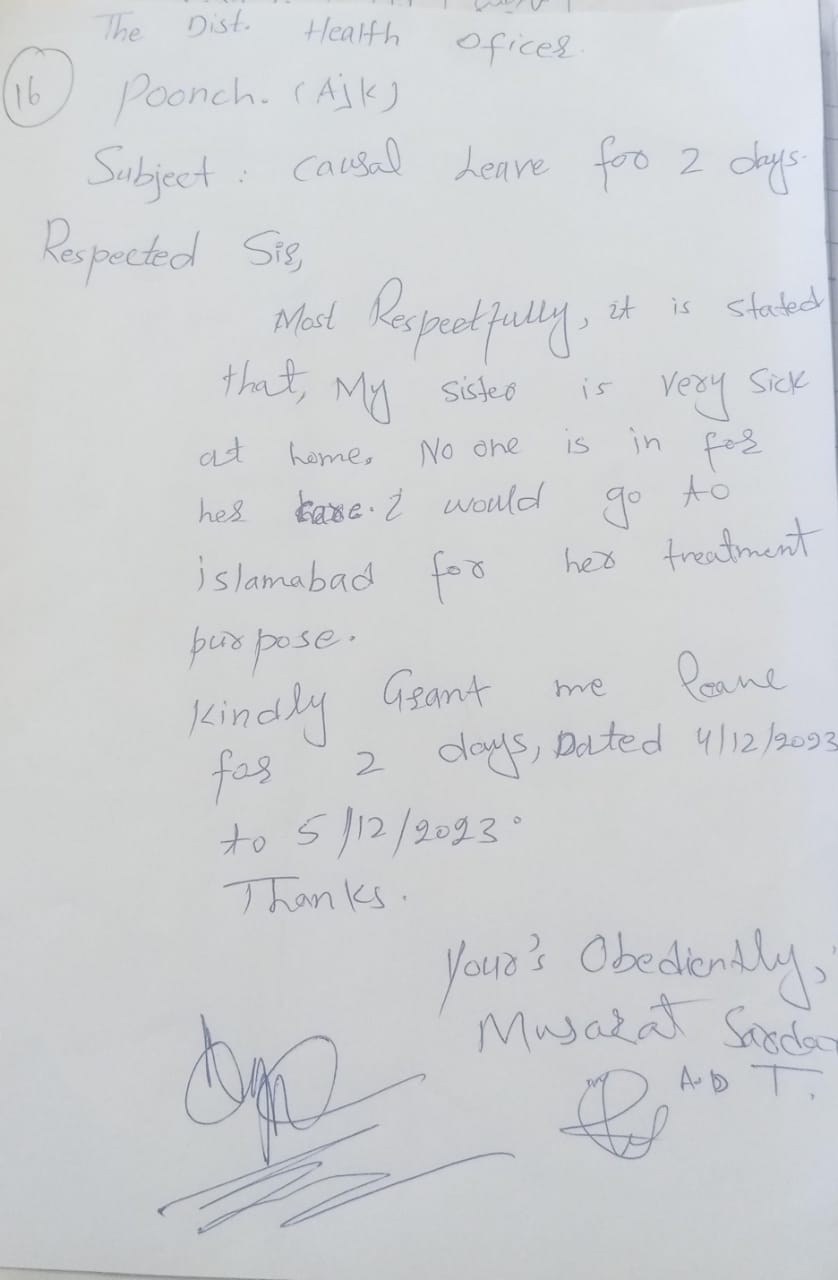 The Dist. Health Oficer.
16
Poonch. (AJK)
Subject: Causal Leave for 2 days.
Respected Sir,
Most Respectfully, it is stated
that, My sister is very sick
at home. No one is in for
her care. I would go to
islamabad for her treatment
purpose.
Kindly Grant me leave
for 2 days, Dated 4/12/2023
to 5/12/2023.
Thanks.
Your's Obediently,
Musarat Sardar
A.D T.